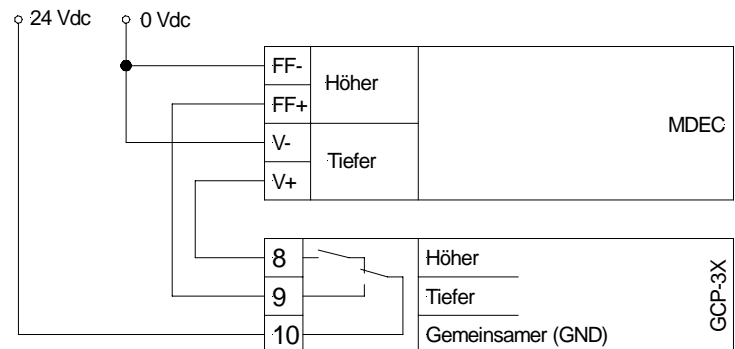 24 Vdc 0 Vdc
FF- Höher
FF+
MDEC
V- Tiefer
V+
8 Höher
9 Tiefer
10 Gemeinsamer (GND)
GCP-3X